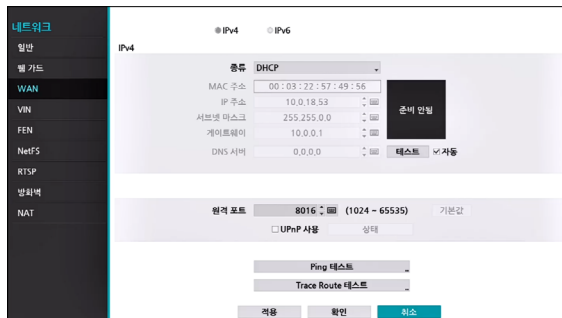 네트워크
일반
웹 가드
WAN
VIN
FEN
NetFS
RTSP
방화벽
NAT
IPv4 IPv6
IPv4
종류 DHCP
MAC 주소 00 : 03 : 22 : 57 : 49 : 56
IP 주소 10.0.18.53
서브넷 마스크 255.255.0.0
게이트웨이 10.0.0.1
준비 안됨
DNS 서버 0.0.0.0 테스트 자동
원격 포트 8016 (1024 ~ 65535) 기본값
UPnP 사용 상태
Ping 테스트 ..
Trace Route 테스트 ..
적용 확인 취소